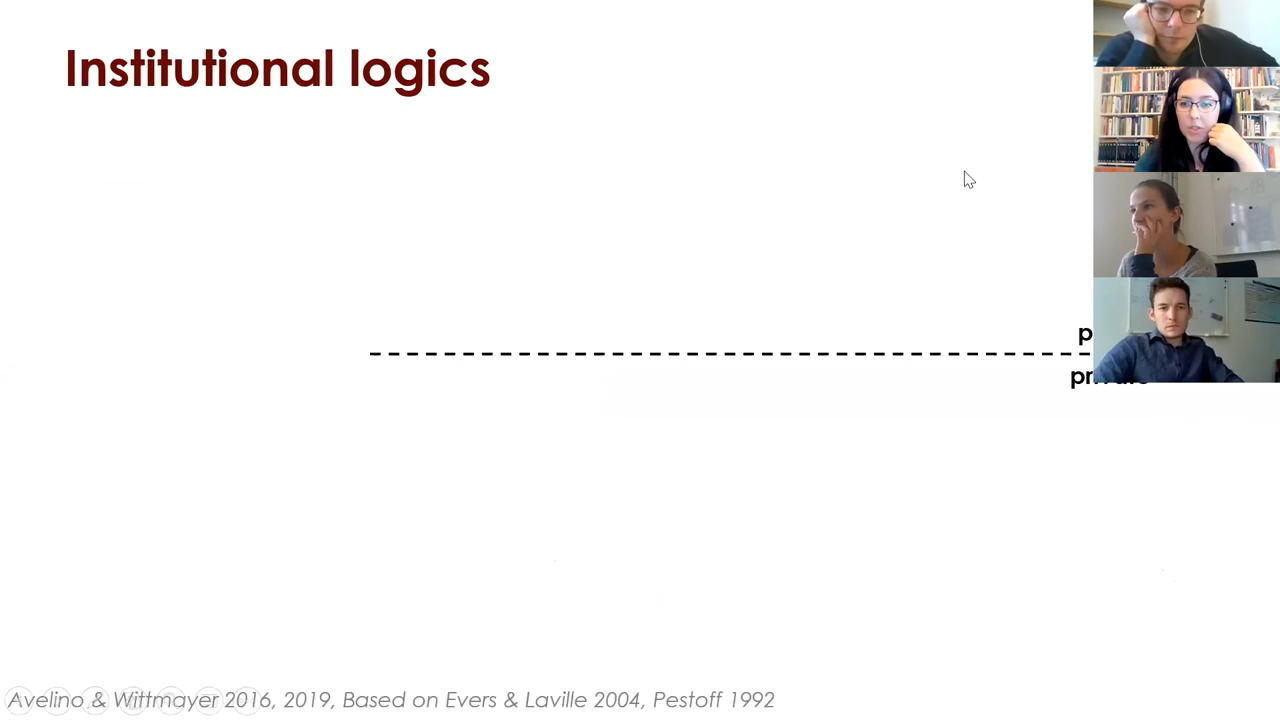 Institutional logics
Avelino & Wittmayer 2016, 2019, Based on Evers & Laville 2004, Pestoff 1992